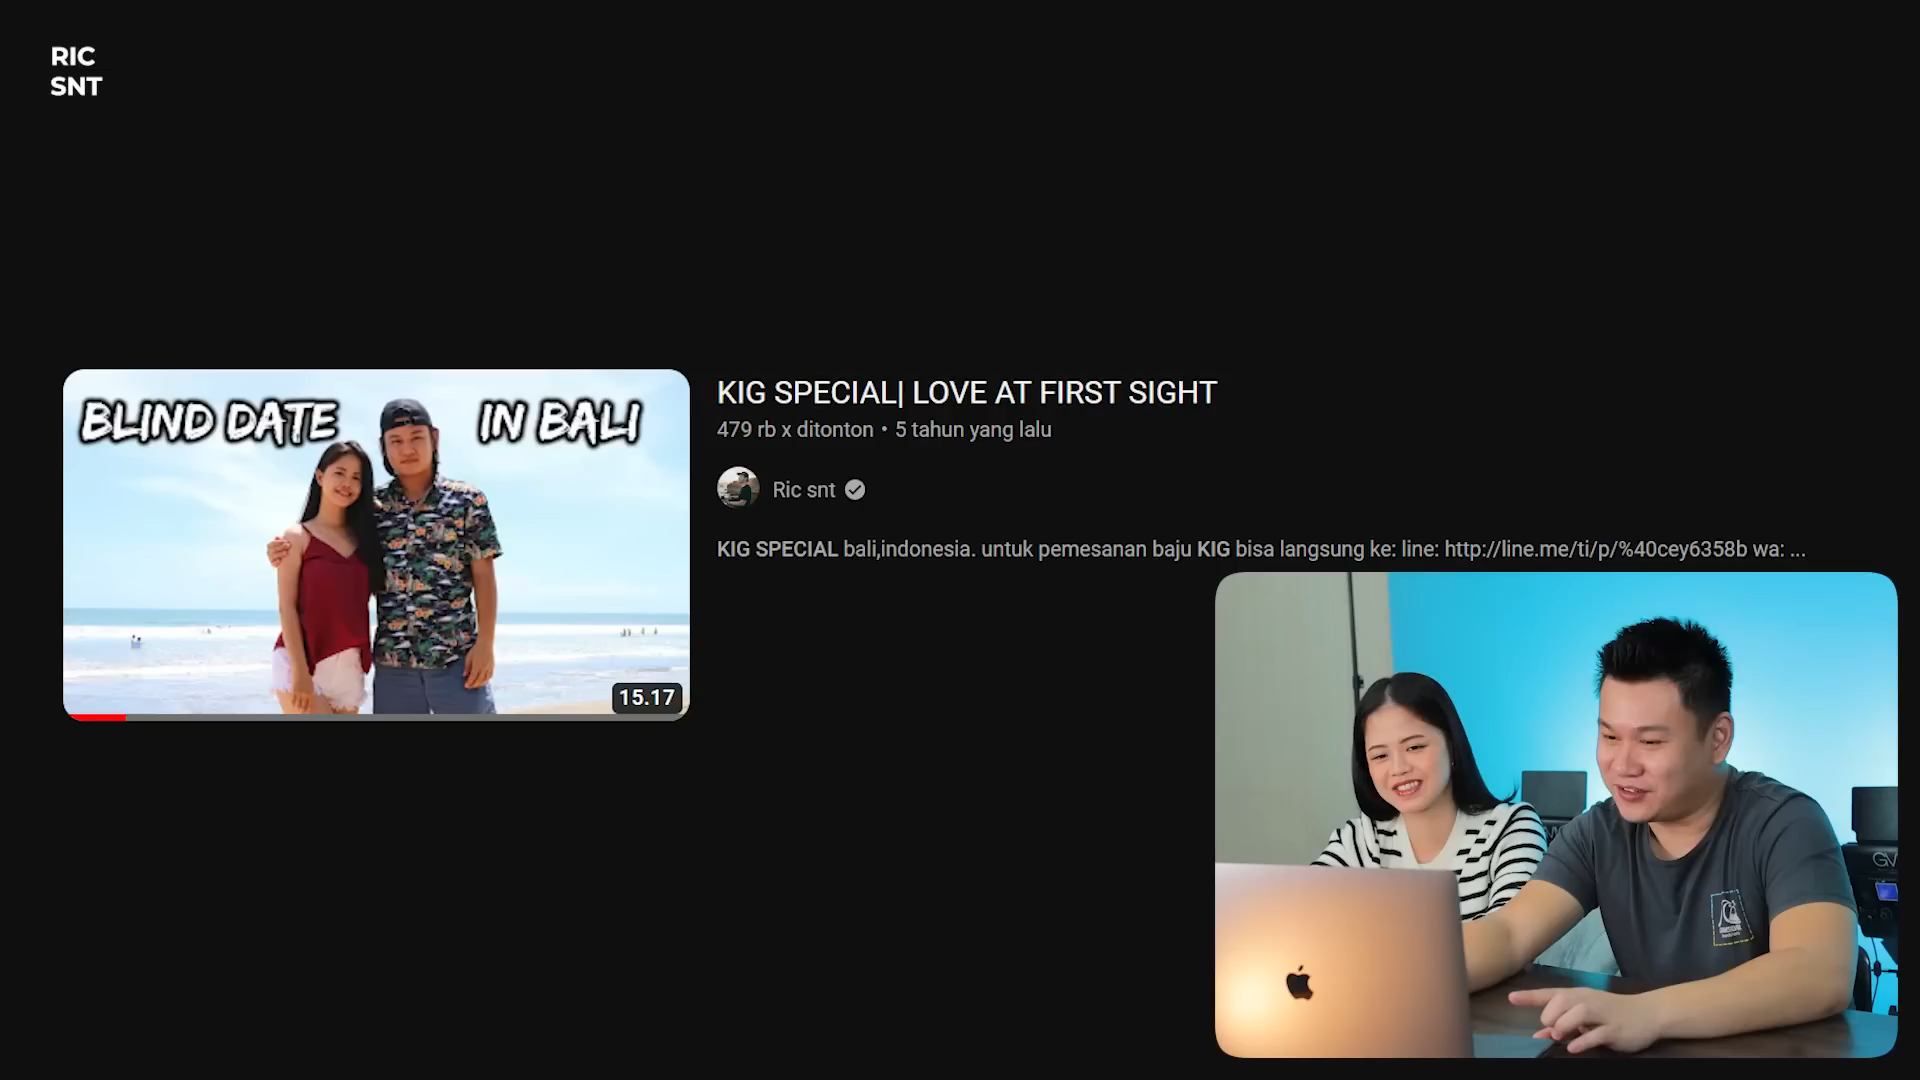 RIC
SNT
BLIND DATE IN BALI
15.17
KIG SPECIAL| LOVE AT FIRST SIGHT
479 rb x ditonton • 5 tahun yang lalu
Ric snt
KIG SPECIAL bali,indonesia. untuk pemesanan baju KIG bisa langsung ke: line: http://line.me/ti/p/%40cey6358b wa: ...
GV